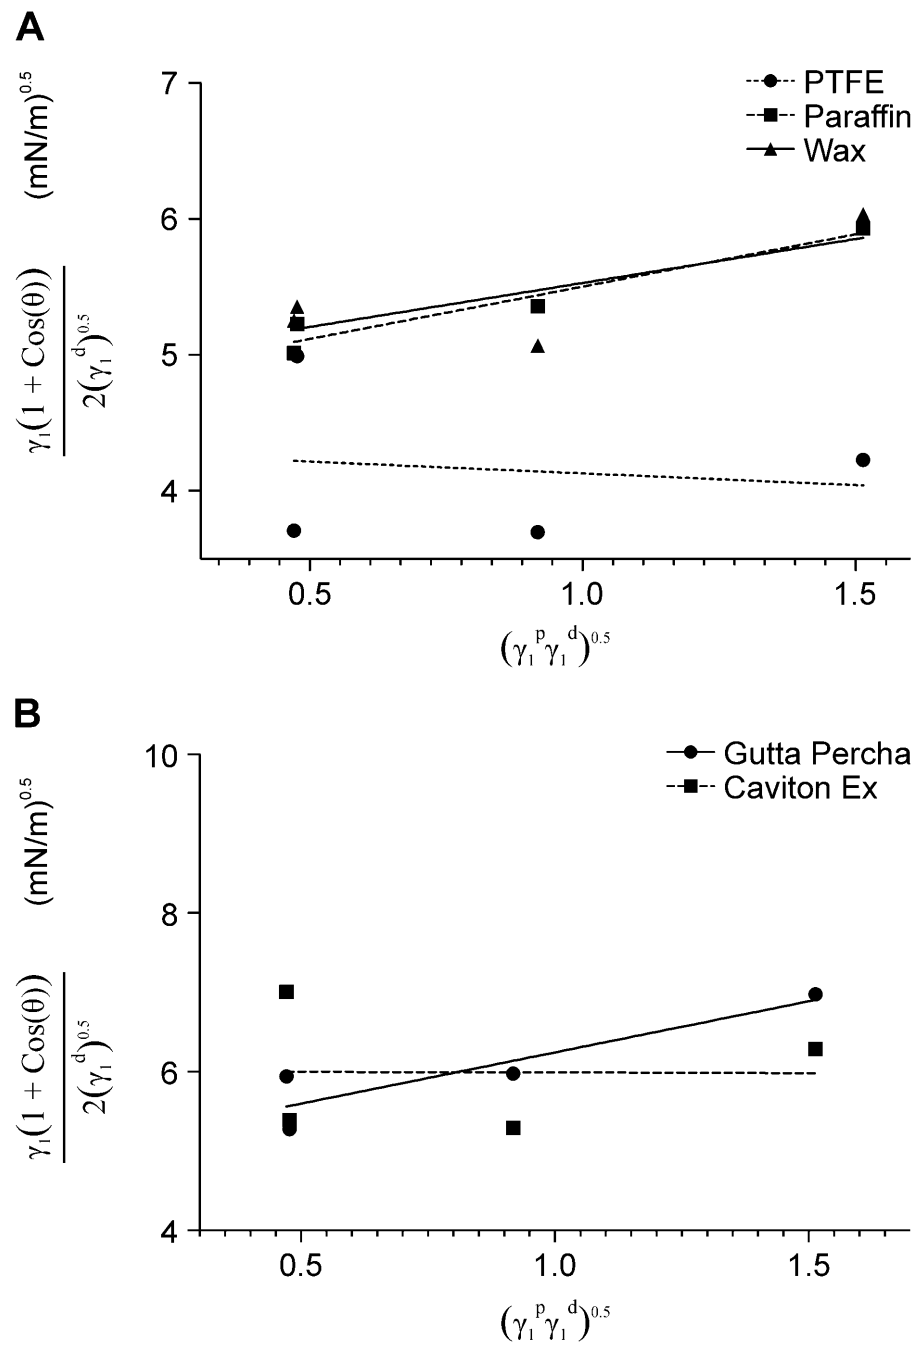 A
(mN/m)^0.5
γ₁(1 + Cos(θ))
2(γ₁^d)^0.5
7
6
5
4
PTFE
Paraffin
Wax
0.5 1.0 1.5
(γ₁^p γ₁^d)^0.5
B
(mN/m)^0.5
γ₁(1 + Cos(θ))
2(γ₁^d)^0.5
10
8
6
4
Gutta Percha
Caviton Ex
0.5 1.0 1.5
(γ₁^p γ₁^d)^0.5